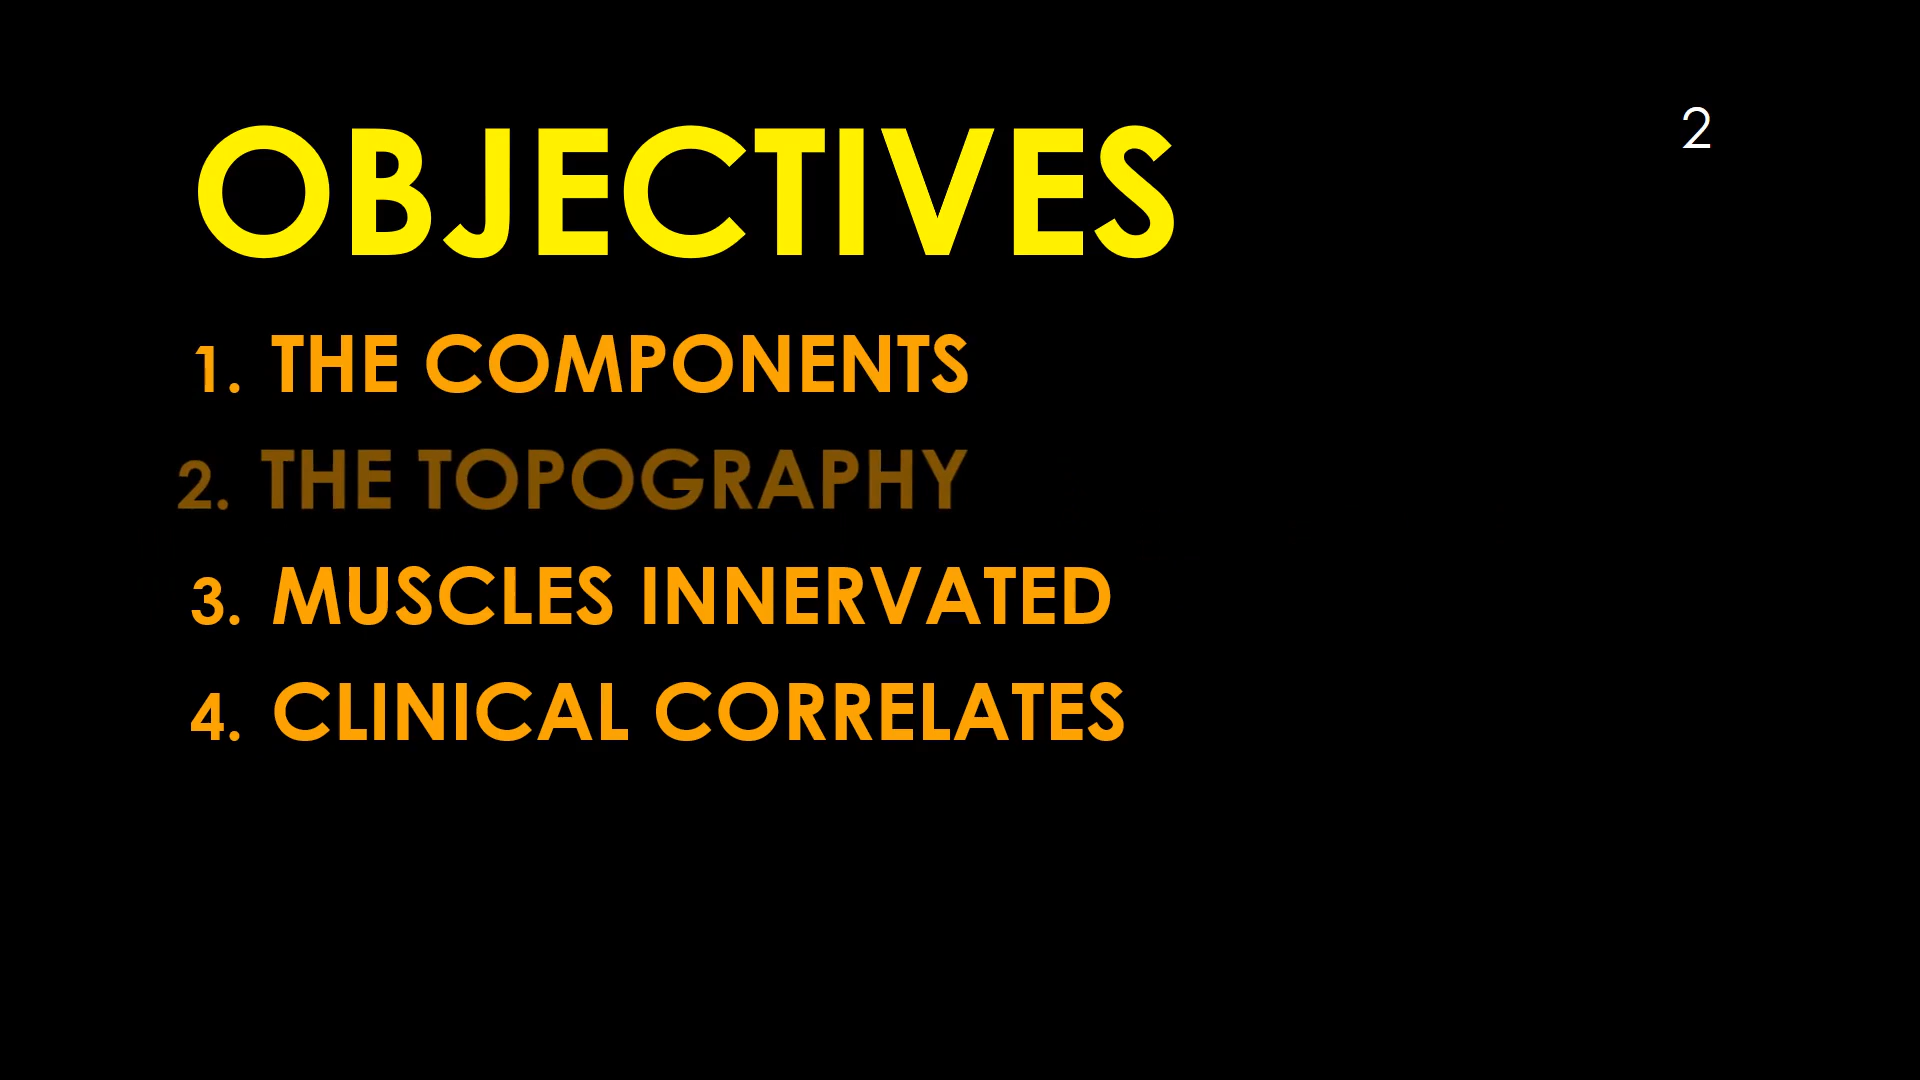 OBJECTIVES
2
1. THE COMPONENTS
2. THE TOPOGRAPHY
3. MUSCLES INNERVATED
4. CLINICAL CORRELATES